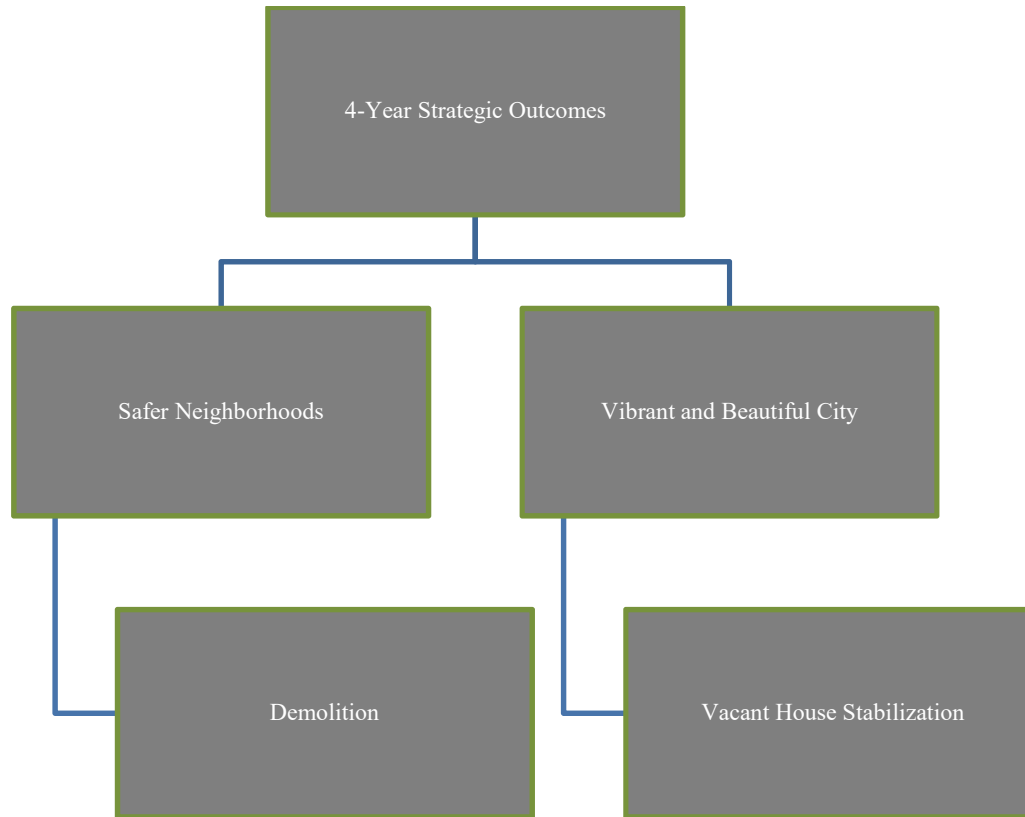 4-Year Strategic Outcomes
Safer Neighborhoods
Vibrant and Beautiful City
Demolition
Vacant House Stabilization